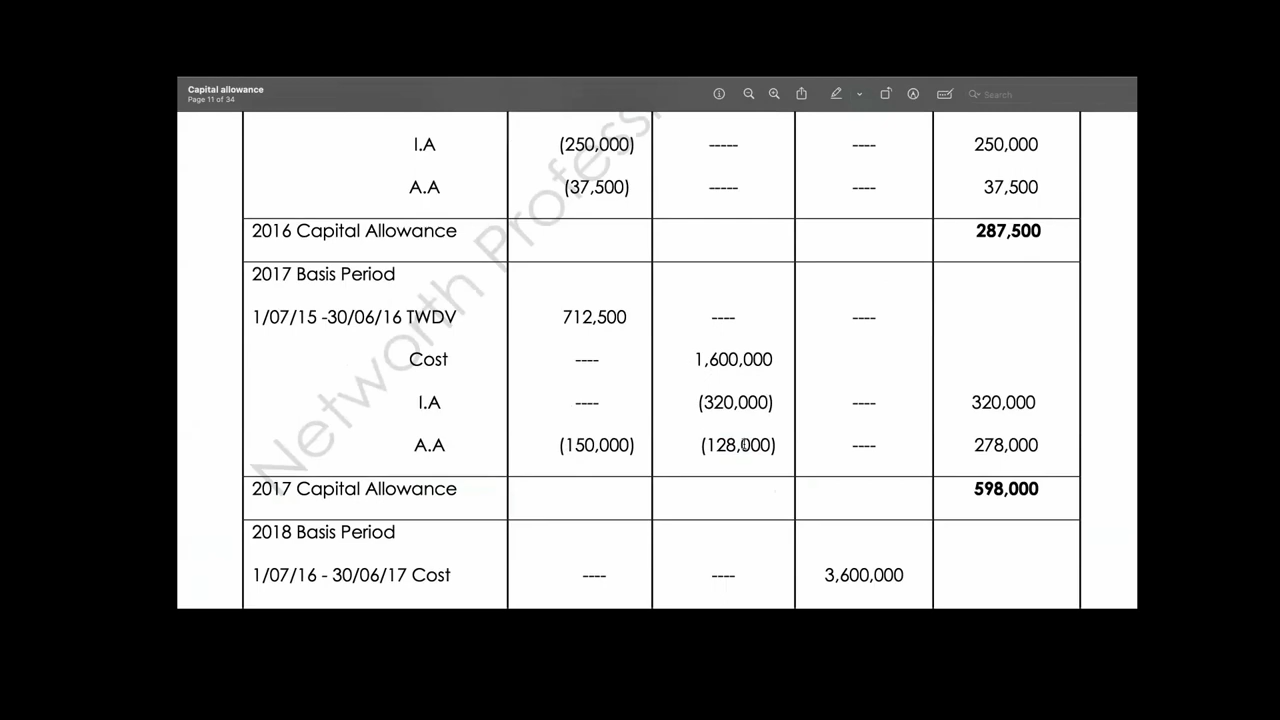 Capital allowance
Page 11 of 34
Search
I.A (250,000) ----- ---- 250,000
A.A (37,500) ----- ---- 37,500
2016 Capital Allowance 287,500
2017 Basis Period
1/07/15 -30/06/16 TWDV 712,500 ---- ----
Cost ---- 1,600,000
I.A ---- (320,000) ---- 320,000
A.A (150,000) (128,000) ---- 278,000
2017 Capital Allowance 598,000
2018 Basis Period
1/07/16 - 30/06/17 Cost ---- ---- 3,600,000
Networth Profess